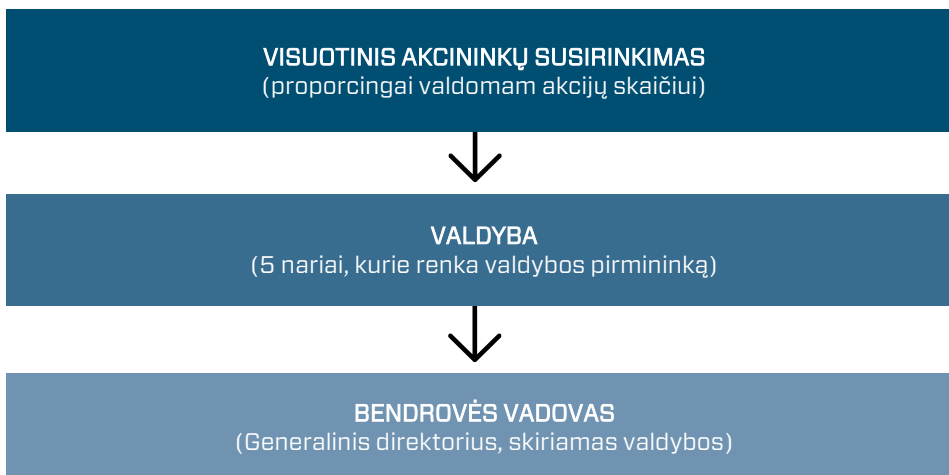 VISUOTINIS AKCININKŲ SUSIRINKIMAS
(proporcingai valdomam akcijų skaičiui)
VALDYBA
(5 nariai, kurie renka valdybos pirmininką)
BENDROVĖS VADOVAS
(Generalinis direktorius, skiriamas valdybos)